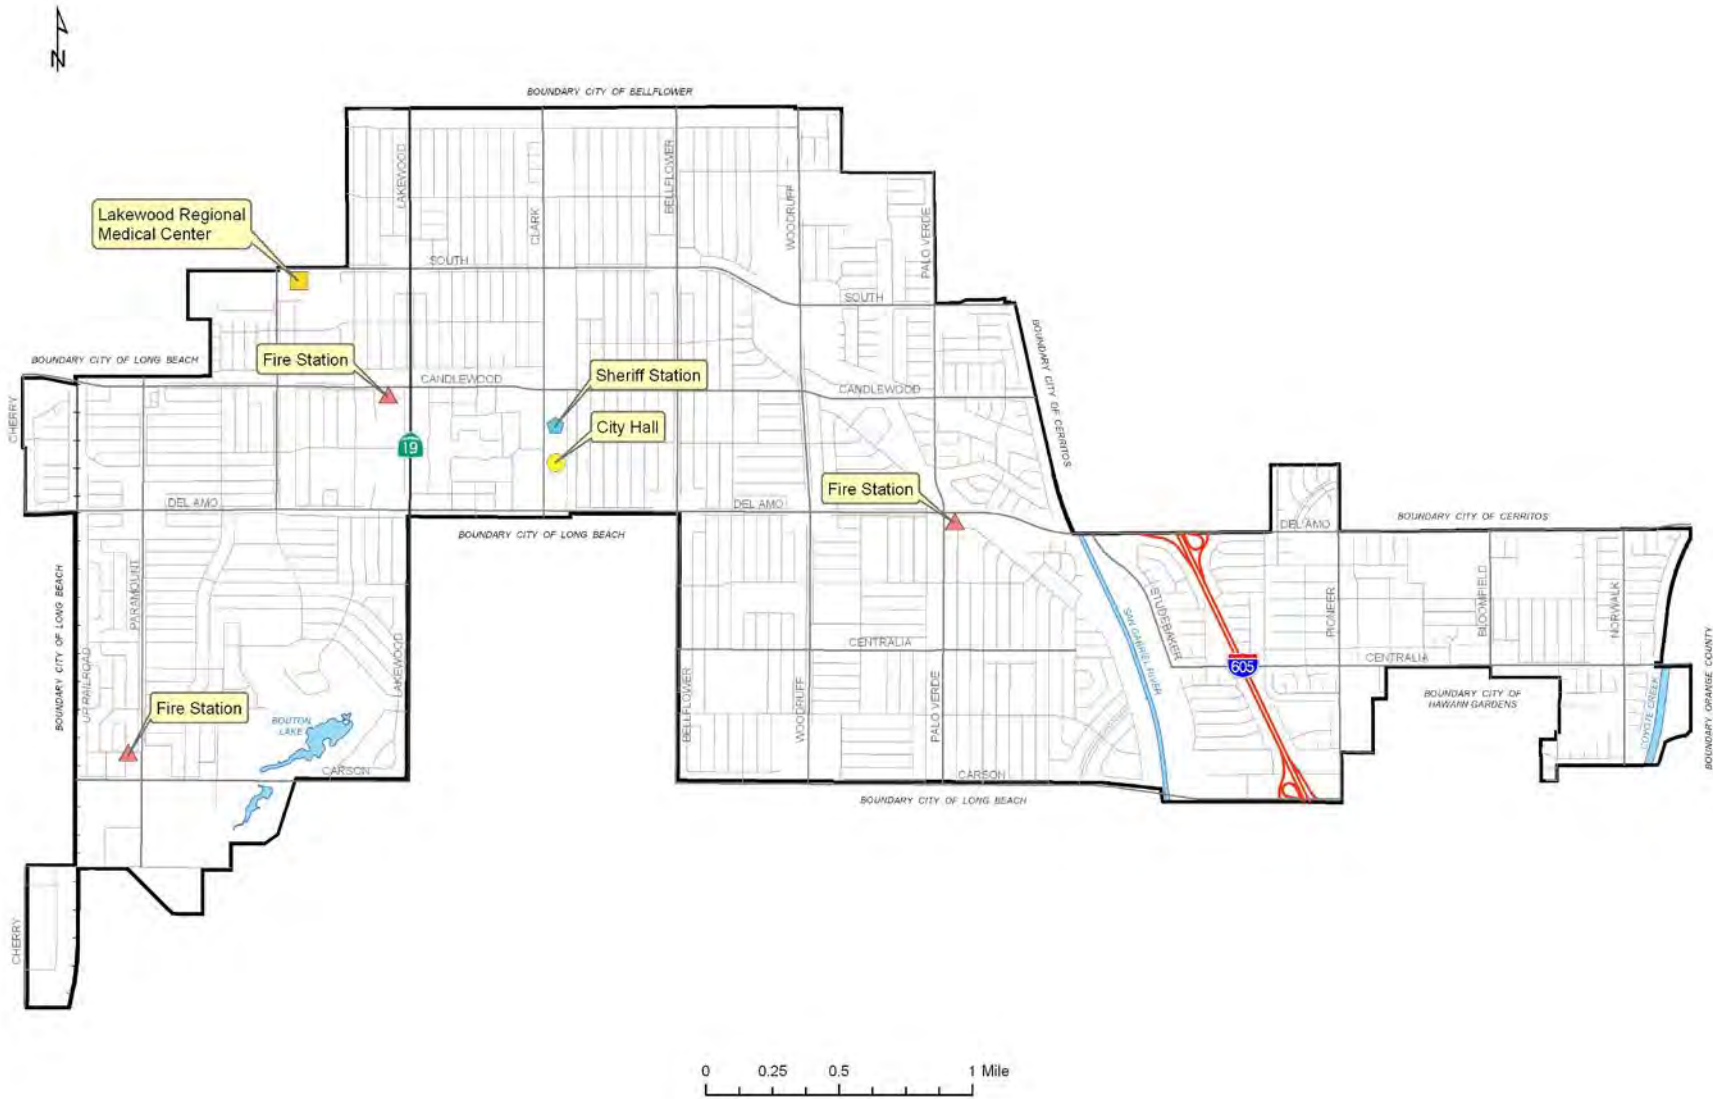 N
BOUNDARY CITY OF BELLFLOWER
LAKEWOOD
CLARK
BELLFLOWER
WOODRUFF
PALO VERDE
Lakewood Regional
Medical Center
SOUTH
SOUTH
BOUNDARY CITY OF LONG BEACH
Fire Station
CANDLEWOOD
Sheriff Station
CANDLEWOOD
BOUNDARY CITY OF CERRITOS
CHERRY
19
City Hall
Fire Station
DEL AMO
DEL AMO
DEL AMO
BOUNDARY CITY OF CERRITOS
BOUNDARY CITY OF LONG BEACH
BOUNDARY CITY OF LONG BEACH
PARAMOUNT
UP RAILROAD
LAKEWOOD
CENTRALIA
BELLFLOWER
WOODRUFF
PALO VERDE
SAN GABRIEL RIVER
STUDEBAKER
605
PIONEER
BLOOMFIELD
NORWALK
CENTRALIA
BOUNDARY CITY OF
HAWAIIN GARDENS
COYOTE CREEK
BOUNDARY ORANGE COUNTY
Fire Station
BOUTON
LAKE
CARSON
CARSON
BOUNDARY CITY OF LONG BEACH
CHERRY
0 0.25 0.5 1 Mile